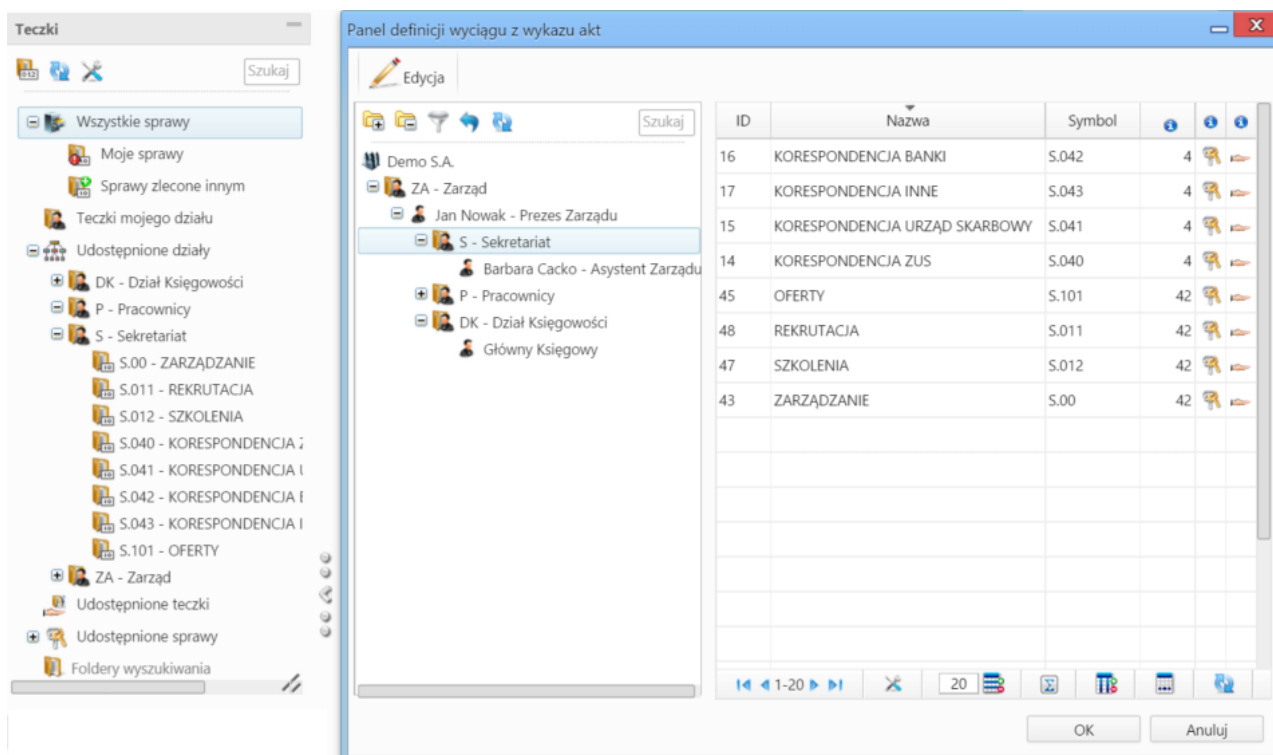 Teczki
Szukaj
Wszystkie sprawy
Moje sprawy
Sprawy zlecone innym
Teczki mojego działu
Udostępnione działy
DK - Dział Księgowości
P - Pracownicy
S - Sekretariat
S.00 - ZARZĄDZANIE
S.011 - REKRUTACJA
S.012 - SZKOLENIA
S.040 - KORESPONDENCJA
S.041 - KORESPONDENCJA
S.042 - KORESPONDENCJA
S.043 - KORESPONDENCJA I
S.101 - OFERTY
ZA - Zarząd
Udostępnione teczki
Udostępnione sprawy
Foldery wyszukiwania
Panel definicji wyciągu z wykazu akt
Edycja
Szukaj
Demo S.A.
ZA - Zarząd
Jan Nowak - Prezes Zarządu
S - Sekretariat
Barbara Cacko - Asystent Zarządu
P - Pracownicy
DK - Dział Księgowości
Główny Księgowy
ID Nazwa Symbol
16 KORESPONDENCJA BANKI S.042 4
17 KORESPONDENCJA INNE S.043 4
15 KORESPONDENCJA URZĄD SKARBOWY S.041 4
14 KORESPONDENCJA ZUS S.040 4
45 OFERTY S.101 42
48 REKRUTACJA S.011 42
47 SZKOLENIA S.012 42
43 ZARZĄDZANIE S.00 42
1-20 20
OK Anuluj